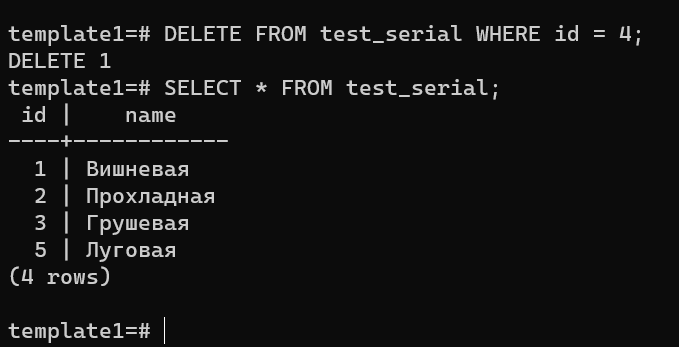 template1=# DELETE FROM test_serial WHERE id = 4;
DELETE 1
template1=# SELECT * FROM test_serial;
 id |    name
----+------------
  1 | Вишневая
  2 | Прохладная
  3 | Грушевая
  5 | Луговая
(4 rows)

template1=#